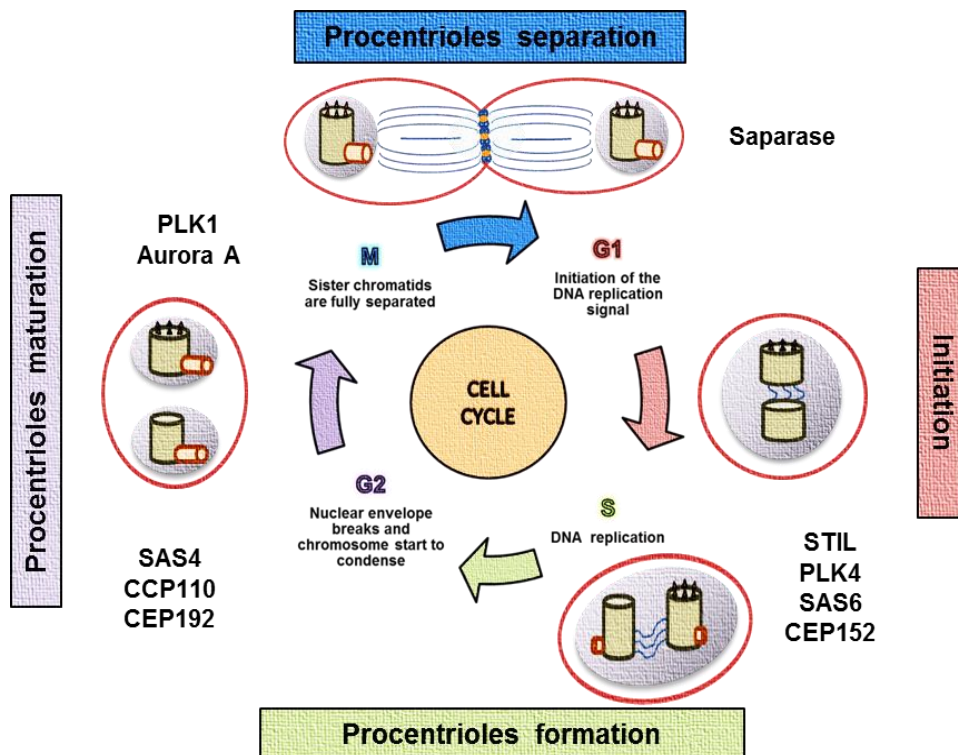 Procentrioles separation
Saparase
PLK1
Aurora A
M
Sister chromatids
are fully separated
G1
Initiation of the
DNA replication
signal
Procentrioles maturation
Initiation
CELL
CYCLE
G2
Nuclear envelope
breaks and
chromosome start to
condense
S
DNA replication
SAS4
CCP110
CEP192
STIL
PLK4
SAS6
CEP152
Procentrioles formation